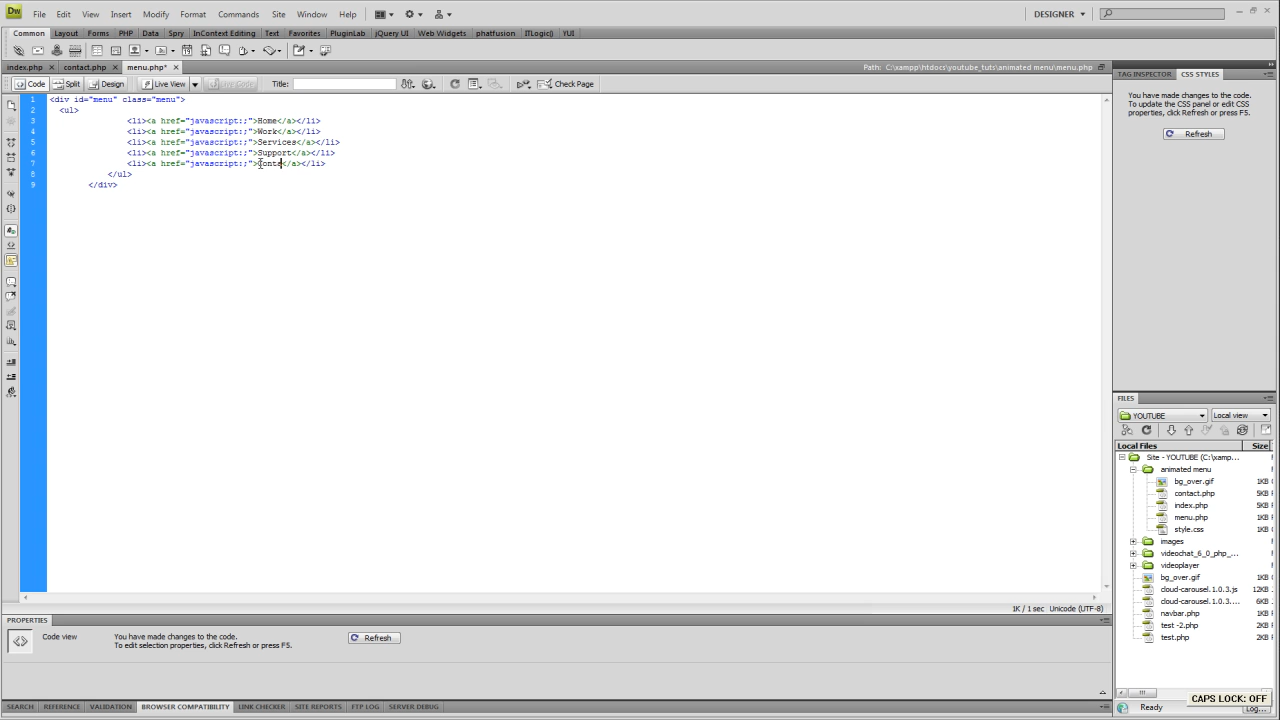 Dw File Edit View Insert Modify Format Commands Site Window Help DESIGNER
Common Layout Forms PHP Data Spry InContext Editing Text Favorites PluginLab jQuery UI Web Widgets phatfusion ITLogic() YUI
index.php contact.php menu.php* Path: C:\xampp\htdocs\youtube_tuts\animated menu\menu.php
Code Split Design Live View Live Code Title: Check Page
TAG INSPECTOR CSS STYLES
You have made changes to the code.
To update the CSS panel or edit CSS
properties, click Refresh or press F5.
Refresh
1 <div id="menu" class="menu">
2 <ul>
3 <li><a href="javascript:;">Home</a></li>
4 <li><a href="javascript:;">Work</a></li>
5 <li><a href="javascript:;">Services</a></li>
6 <li><a href="javascript:;">Support</a></li>
7 <li><a href="javascript:;">Conta</a></li>
8 </ul>
9 </div>
FILES
YOUTUBE Local view
Local Files Size
Site - YOUTUBE (C:\xamp...
animated menu
bg_over.gif 1KB
contact.php 5KB
index.php 5KB
menu.php 1KB
style.css 1KB
images
videochat_6_0_php_...
videoplayer
bg_over.gif 1KB
cloud-carousel.1.0.3.js 12KB
cloud-carousel.1.0.3.... 6KB
navbar.php 1KB
test -2.php 2KB
test.php 2KB
1K / 1 sec Unicode (UTF-8)
PROPERTIES
Code view You have made changes to the code.
To edit selection properties, click Refresh or press F5.
Refresh
CAPS LOCK: OFF
SEARCH REFERENCE VALIDATION BROWSER COMPATIBILITY LINK CHECKER SITE REPORTS FTP LOG SERVER DEBUG
Ready Log...